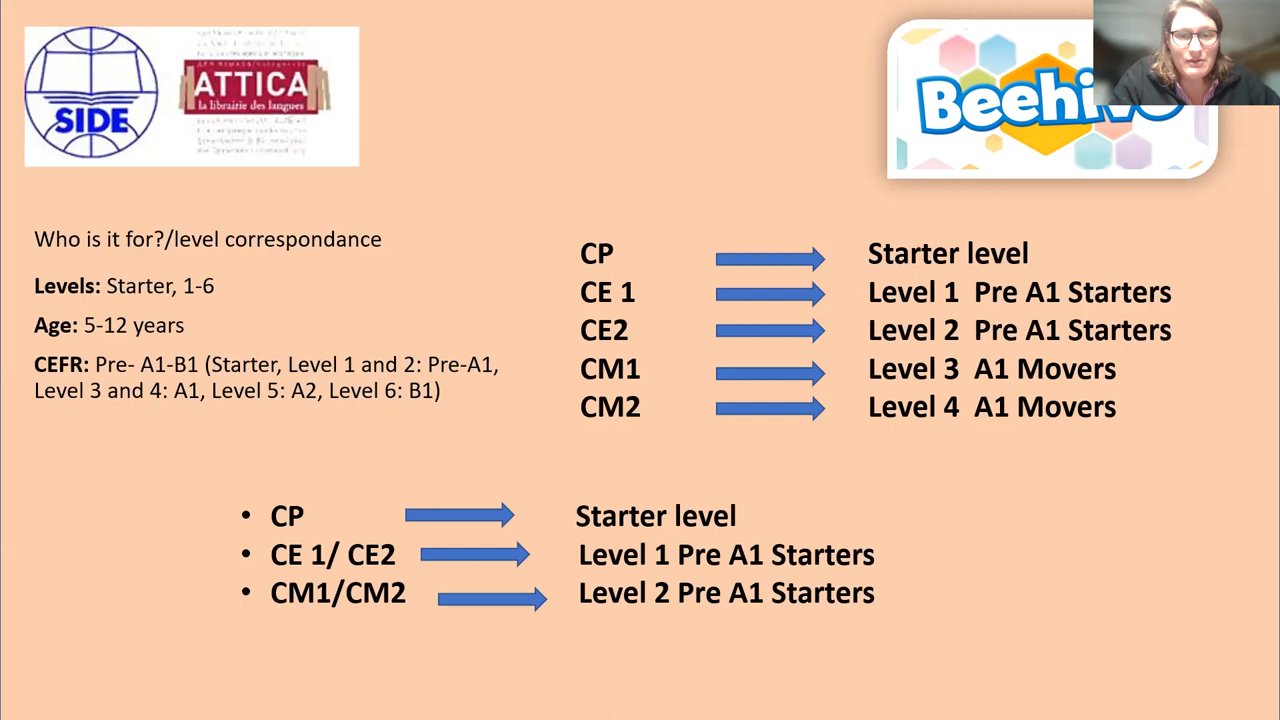 SIDE
ATTICA
la librairie des langues
Who is it for?/level correspondance
Levels: Starter, 1-6
Age: 5-12 years
CEFR: Pre- A1-B1 (Starter, Level 1 and 2: Pre-A1,
Level 3 and 4: A1, Level 5: A2, Level 6: B1)
CP Starter level
CE 1 Level 1 Pre A1 Starters
CE2 Level 2 Pre A1 Starters
CM1 Level 3 A1 Movers
CM2 Level 4 A1 Movers
• CP Starter level
• CE 1/ CE2 Level 1 Pre A1 Starters
• CM1/CM2 Level 2 Pre A1 Starters